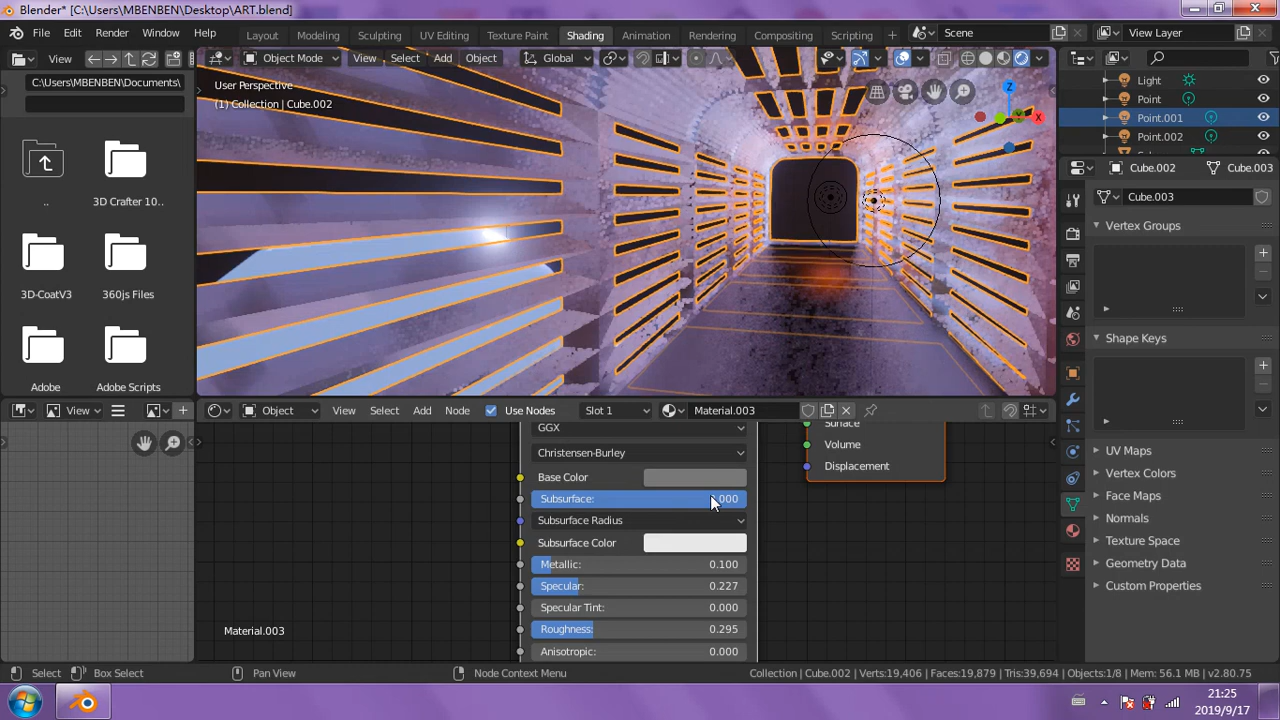 Blender* [C:\Users\MBENBEN\Desktop\ART.blend]
File Edit Render Window Help
Layout Modeling Sculpting UV Editing Texture Paint Shading Animation Rendering Compositing Scripting
Scene
View Layer
View
C:\Users\MBENBEN\Documents\
..
3D Crafter 10...
3D-CoatV3
360js Files
Adobe
Adobe Scripts
Object Mode View Select Add Object Global
User Perspective
(1) Collection | Cube.002
Z
X
Light
Point
Point.001
Point.002
Cube.002 Cube.003
Cube.003
Vertex Groups
Shape Keys
UV Maps
Vertex Colors
Face Maps
Normals
Texture Space
Geometry Data
Custom Properties
View
Object View Select Add Node Use Nodes Slot 1 Material.003
GGX
Christensen-Burley
Base Color
Subsurface: .000
Subsurface Radius
Subsurface Color
Metallic: 0.100
Specular: 0.227
Specular Tint: 0.000
Roughness: 0.295
Anisotropic: 0.000
Surface
Volume
Displacement
Material.003
Select Box Select Pan View Node Context Menu
Collection | Cube.002 | Verts:19,406 | Faces:19,879 | Tris:39,694 | Objects:1/8 | Mem: 56.1 MB | v2.80.75
21:25
2019/9/17